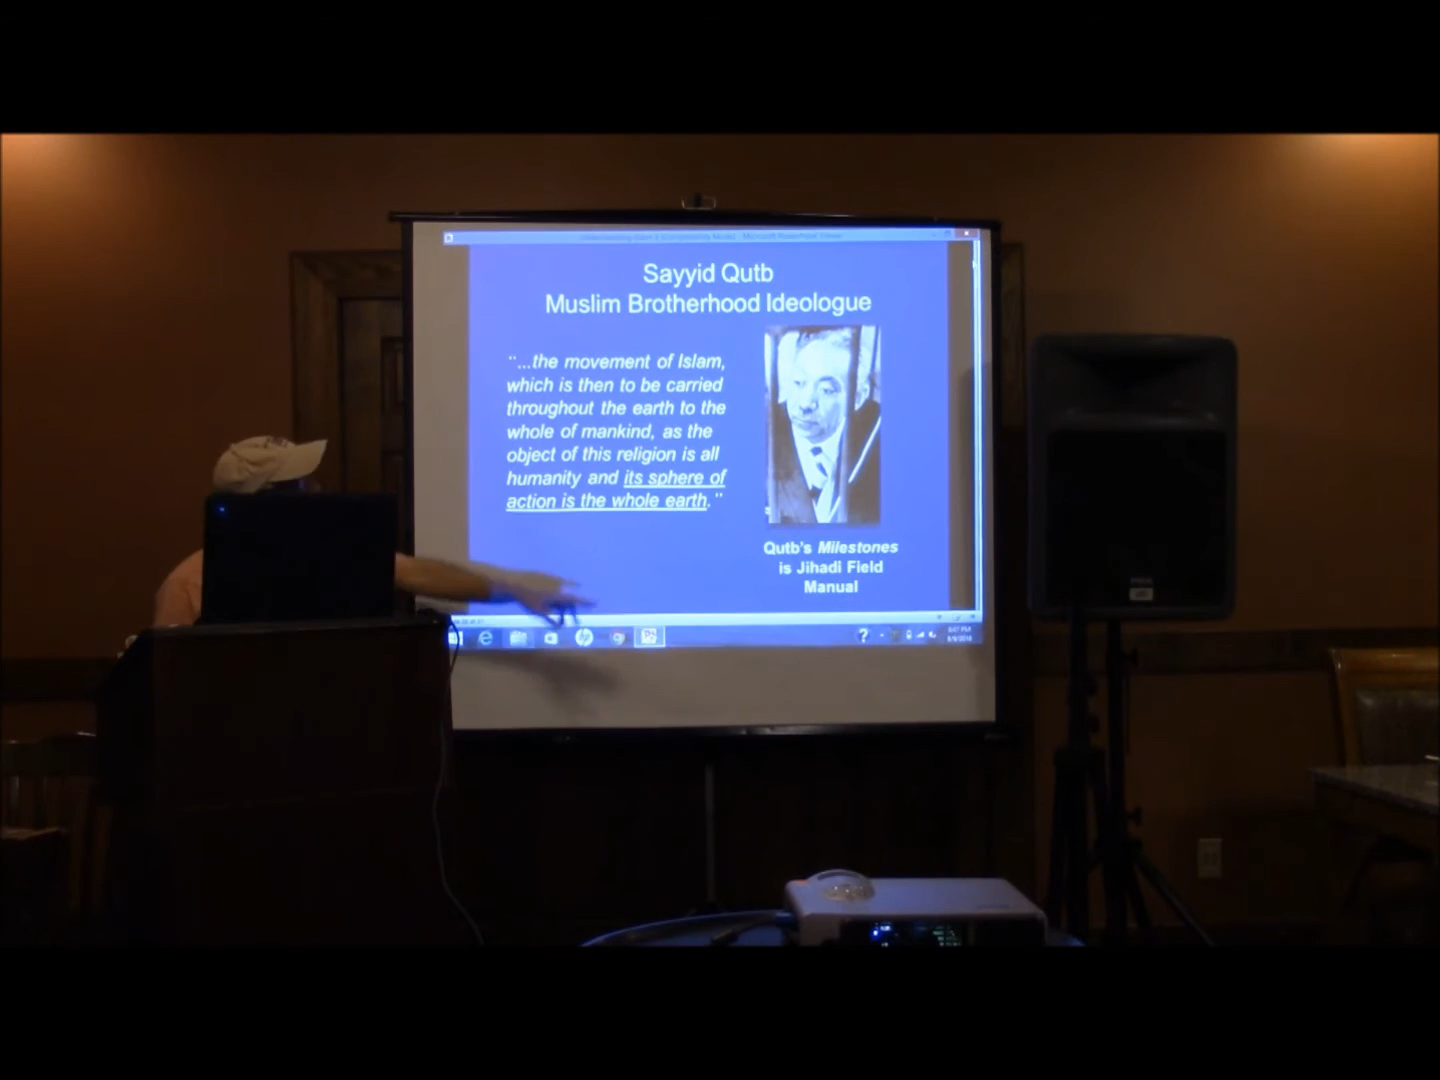 Sayyid Qutb
Muslim Brotherhood Ideologue
"...the movement of Islam,
which is then to be carried
throughout the earth to the
whole of mankind, as the
object of this religion is all
humanity and its sphere of
action is the whole earth."
Qutb's Milestones
is Jihadi Field
Manual